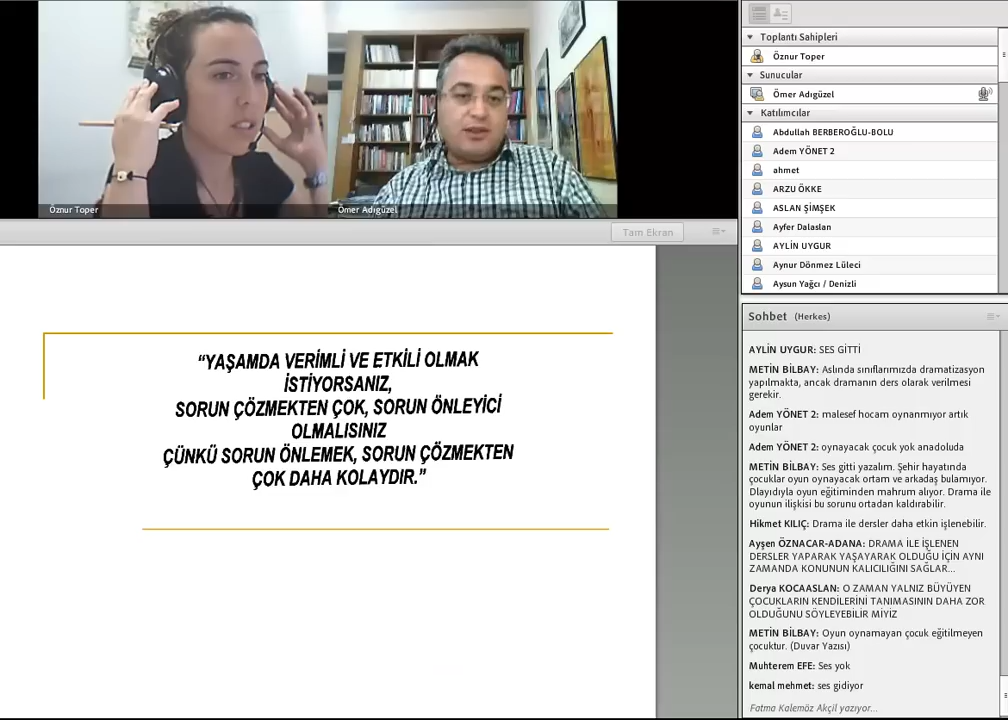 Öznur Toper
Ömer Adıgüzel
Tam Ekran
“YAŞAMDA VERİMLİ VE ETKİLİ OLMAK
İSTİYORSANIZ,
SORUN ÇÖZMEKTEN ÇOK, SORUN ÖNLEYİCİ
OLMALISINIZ
ÇÜNKÜ SORUN ÖNLEMEK, SORUN ÇÖZMEKTEN
ÇOK DAHA KOLAYDIR.”
Toplantı Sahipleri
Öznur Toper
Sunucular
Ömer Adıgüzel
Katılımcılar
Abdullah BERBEROĞLU-BOLU
Adem YÖNET 2
ahmet
ARZU ÖKKE
ASLAN ŞİMŞEK
Ayfer Dalaslan
AYLİN UYGUR
Aynur Dönmez Lüleci
Aysun Yağcı / Denizli
Sohbet (Herkes)
AYLİN UYGUR: SES GİTTİ
METİN BİLBAY: Aslında sınıflarımızda dramatizasyon
yapılmakta, ancak dramanın ders olarak verilmesi
gerekir.
Adem YÖNET 2: malesef hocam oynanmıyor artık
oyunlar
Adem YÖNET 2: oynayacak çocuk yok anadoluda
METİN BİLBAY: Ses gitti yazalım. Şehir hayatında
çocuklar oyun oynayacak ortam ve arkadaş bulamıyor.
Dlayıdıyla oyun eğitiminden mahrum alıyor. Drama ile
oyunun ilişkisi bu sorunu ortadan kaldırabilir.
Hikmet KILIÇ: Drama ile dersler daha etkin işlenebilir.
Ayşen ÖZNACAR-ADANA: DRAMA İLE İŞLENEN
DERSLER YAPARAK YAŞAYARAK OLDUĞU İÇİN AYNI
ZAMANDA KONUNUN KALICILIĞINI SAĞLAR...
Derya KOCAASLAN: O ZAMAN YALNIZ BÜYÜYEN
ÇOCUKLARIN KENDİLERİNİ TANIMASININ DAHA ZOR
OLDUĞUNU SÖYLEYEBİLİR MİYİZ
METİN BİLBAY: Oyun oynamayan çocuk eğitilmeyen
çocuktur. (Duvar Yazısı)
Muhterem EFE: Ses yok
kemal mehmet: ses gidiyor
Fatma Kalemöz Akçil yazıyor...